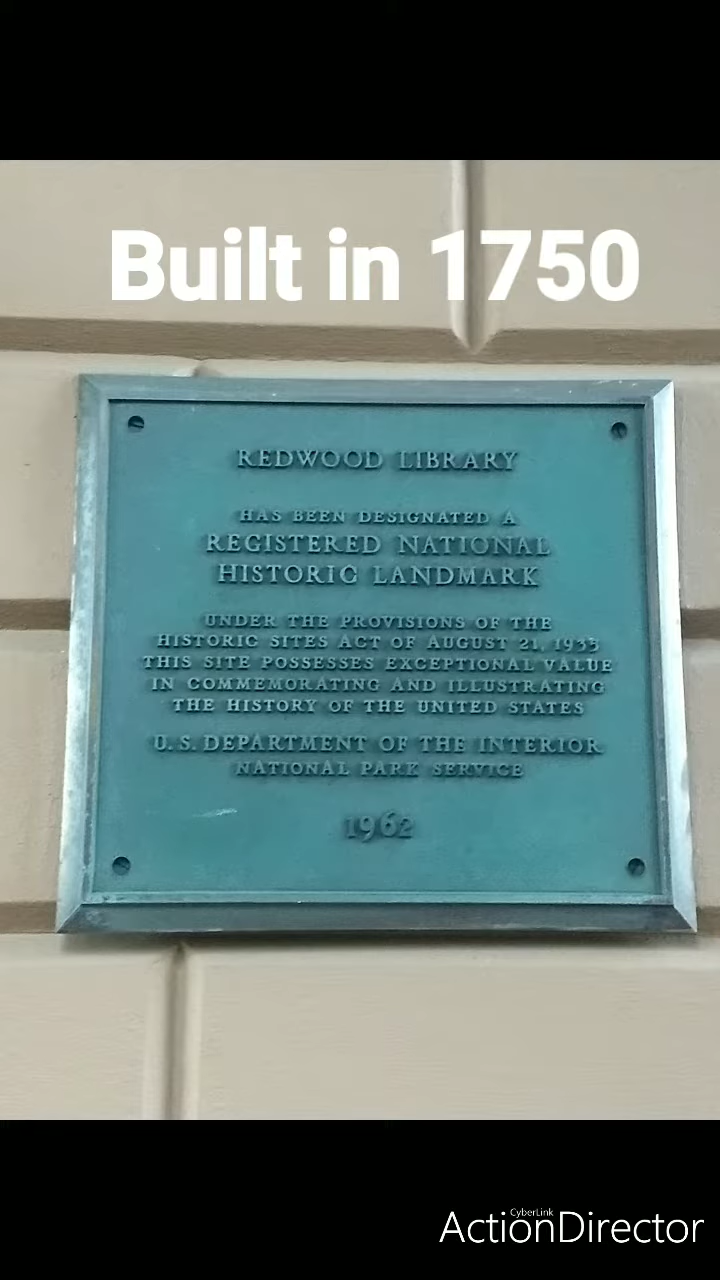 Built in 1750
REDWOOD LIBRARY
HAS BEEN DESIGNATED A
REGISTERED NATIONAL
HISTORIC LANDMARK
UNDER THE PROVISIONS OF THE
HISTORIC SITES ACT OF AUGUST 21, 1935
THIS SITE POSSESSES EXCEPTIONAL VALUE
IN COMMEMORATING AND ILLUSTRATING
THE HISTORY OF THE UNITED STATES
U.S. DEPARTMENT OF THE INTERIOR
NATIONAL PARK SERVICE
1962
CyberLink
ActionDirector